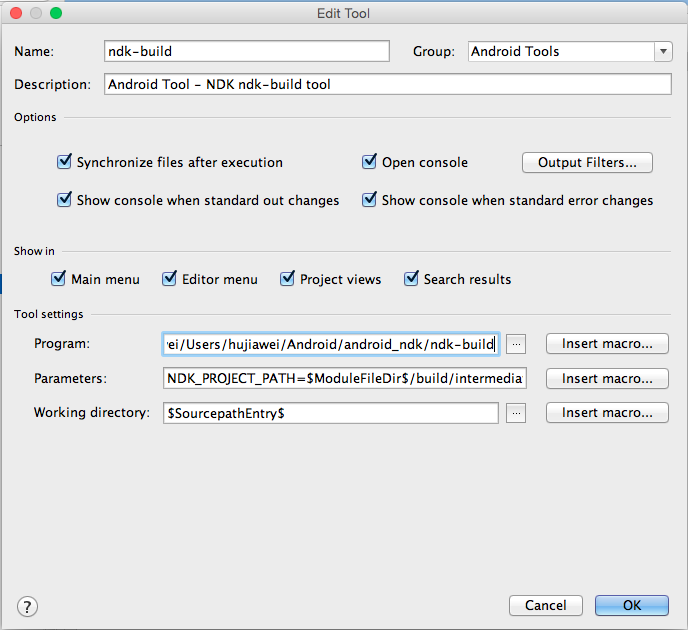 Edit Tool
Name: ndk-build Group: Android Tools
Description: Android Tool - NDK ndk-build tool
Options
Synchronize files after execution Open console Output Filters...
Show console when standard out changes Show console when standard error changes
Show in
Main menu Editor menu Project views Search results
Tool settings
Program: ei/Users/hujiawei/Android/android_ndk/ndk-build ... Insert macro...
Parameters: NDK_PROJECT_PATH=$ModuleFileDir$/build/intermedia Insert macro...
Working directory: $SourcepathEntry$ ... Insert macro...
? Cancel OK